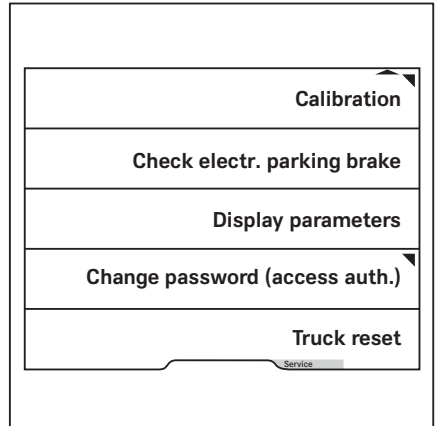 Calibration
Check electr. parking brake
Display parameters
Change password (access auth.)
Truck reset
Service